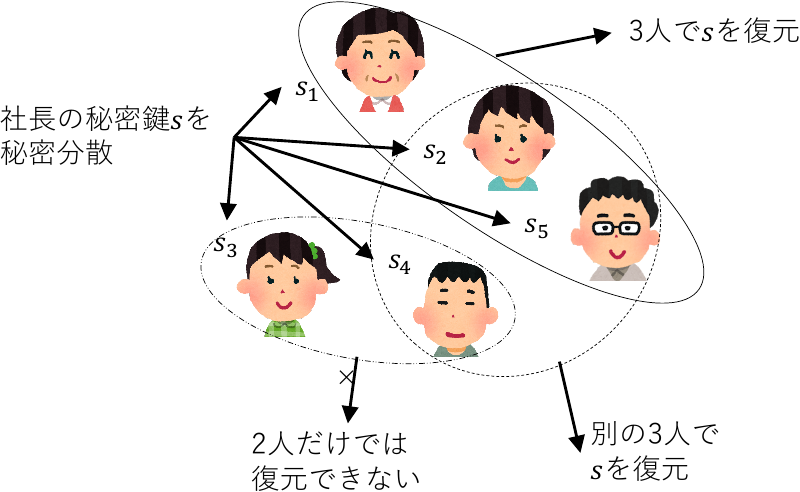 3人でsを復元
s₁
社長の秘密鍵sを
秘密分散
s₂
s₅
s₃
s₄
×
2人だけでは
復元できない
別の3人で
sを復元